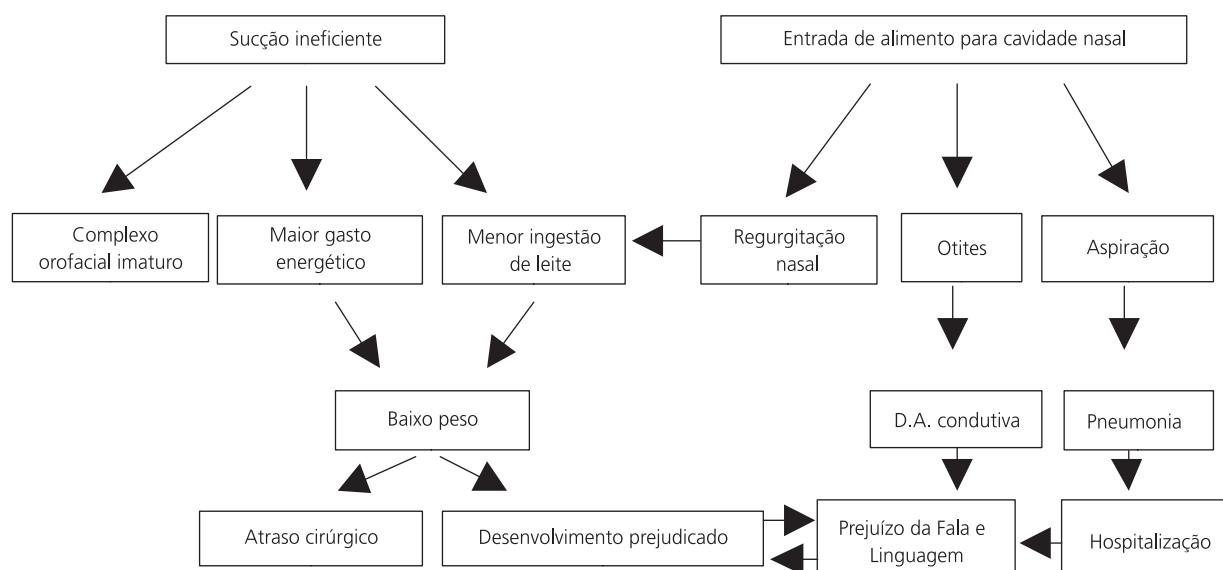 Sucção ineficiente
Entrada de alimento para cavidade nasal
Complexo
orofacial imaturo
Maior gasto
energético
Menor ingestão
de leite
Regurgitação
nasal
Otites
Aspiração
Baixo peso
D.A. condutiva
Pneumonia
Atraso cirúrgico
Desenvolvimento prejudicado
Prejuízo da Fala e
Linguagem
Hospitalização